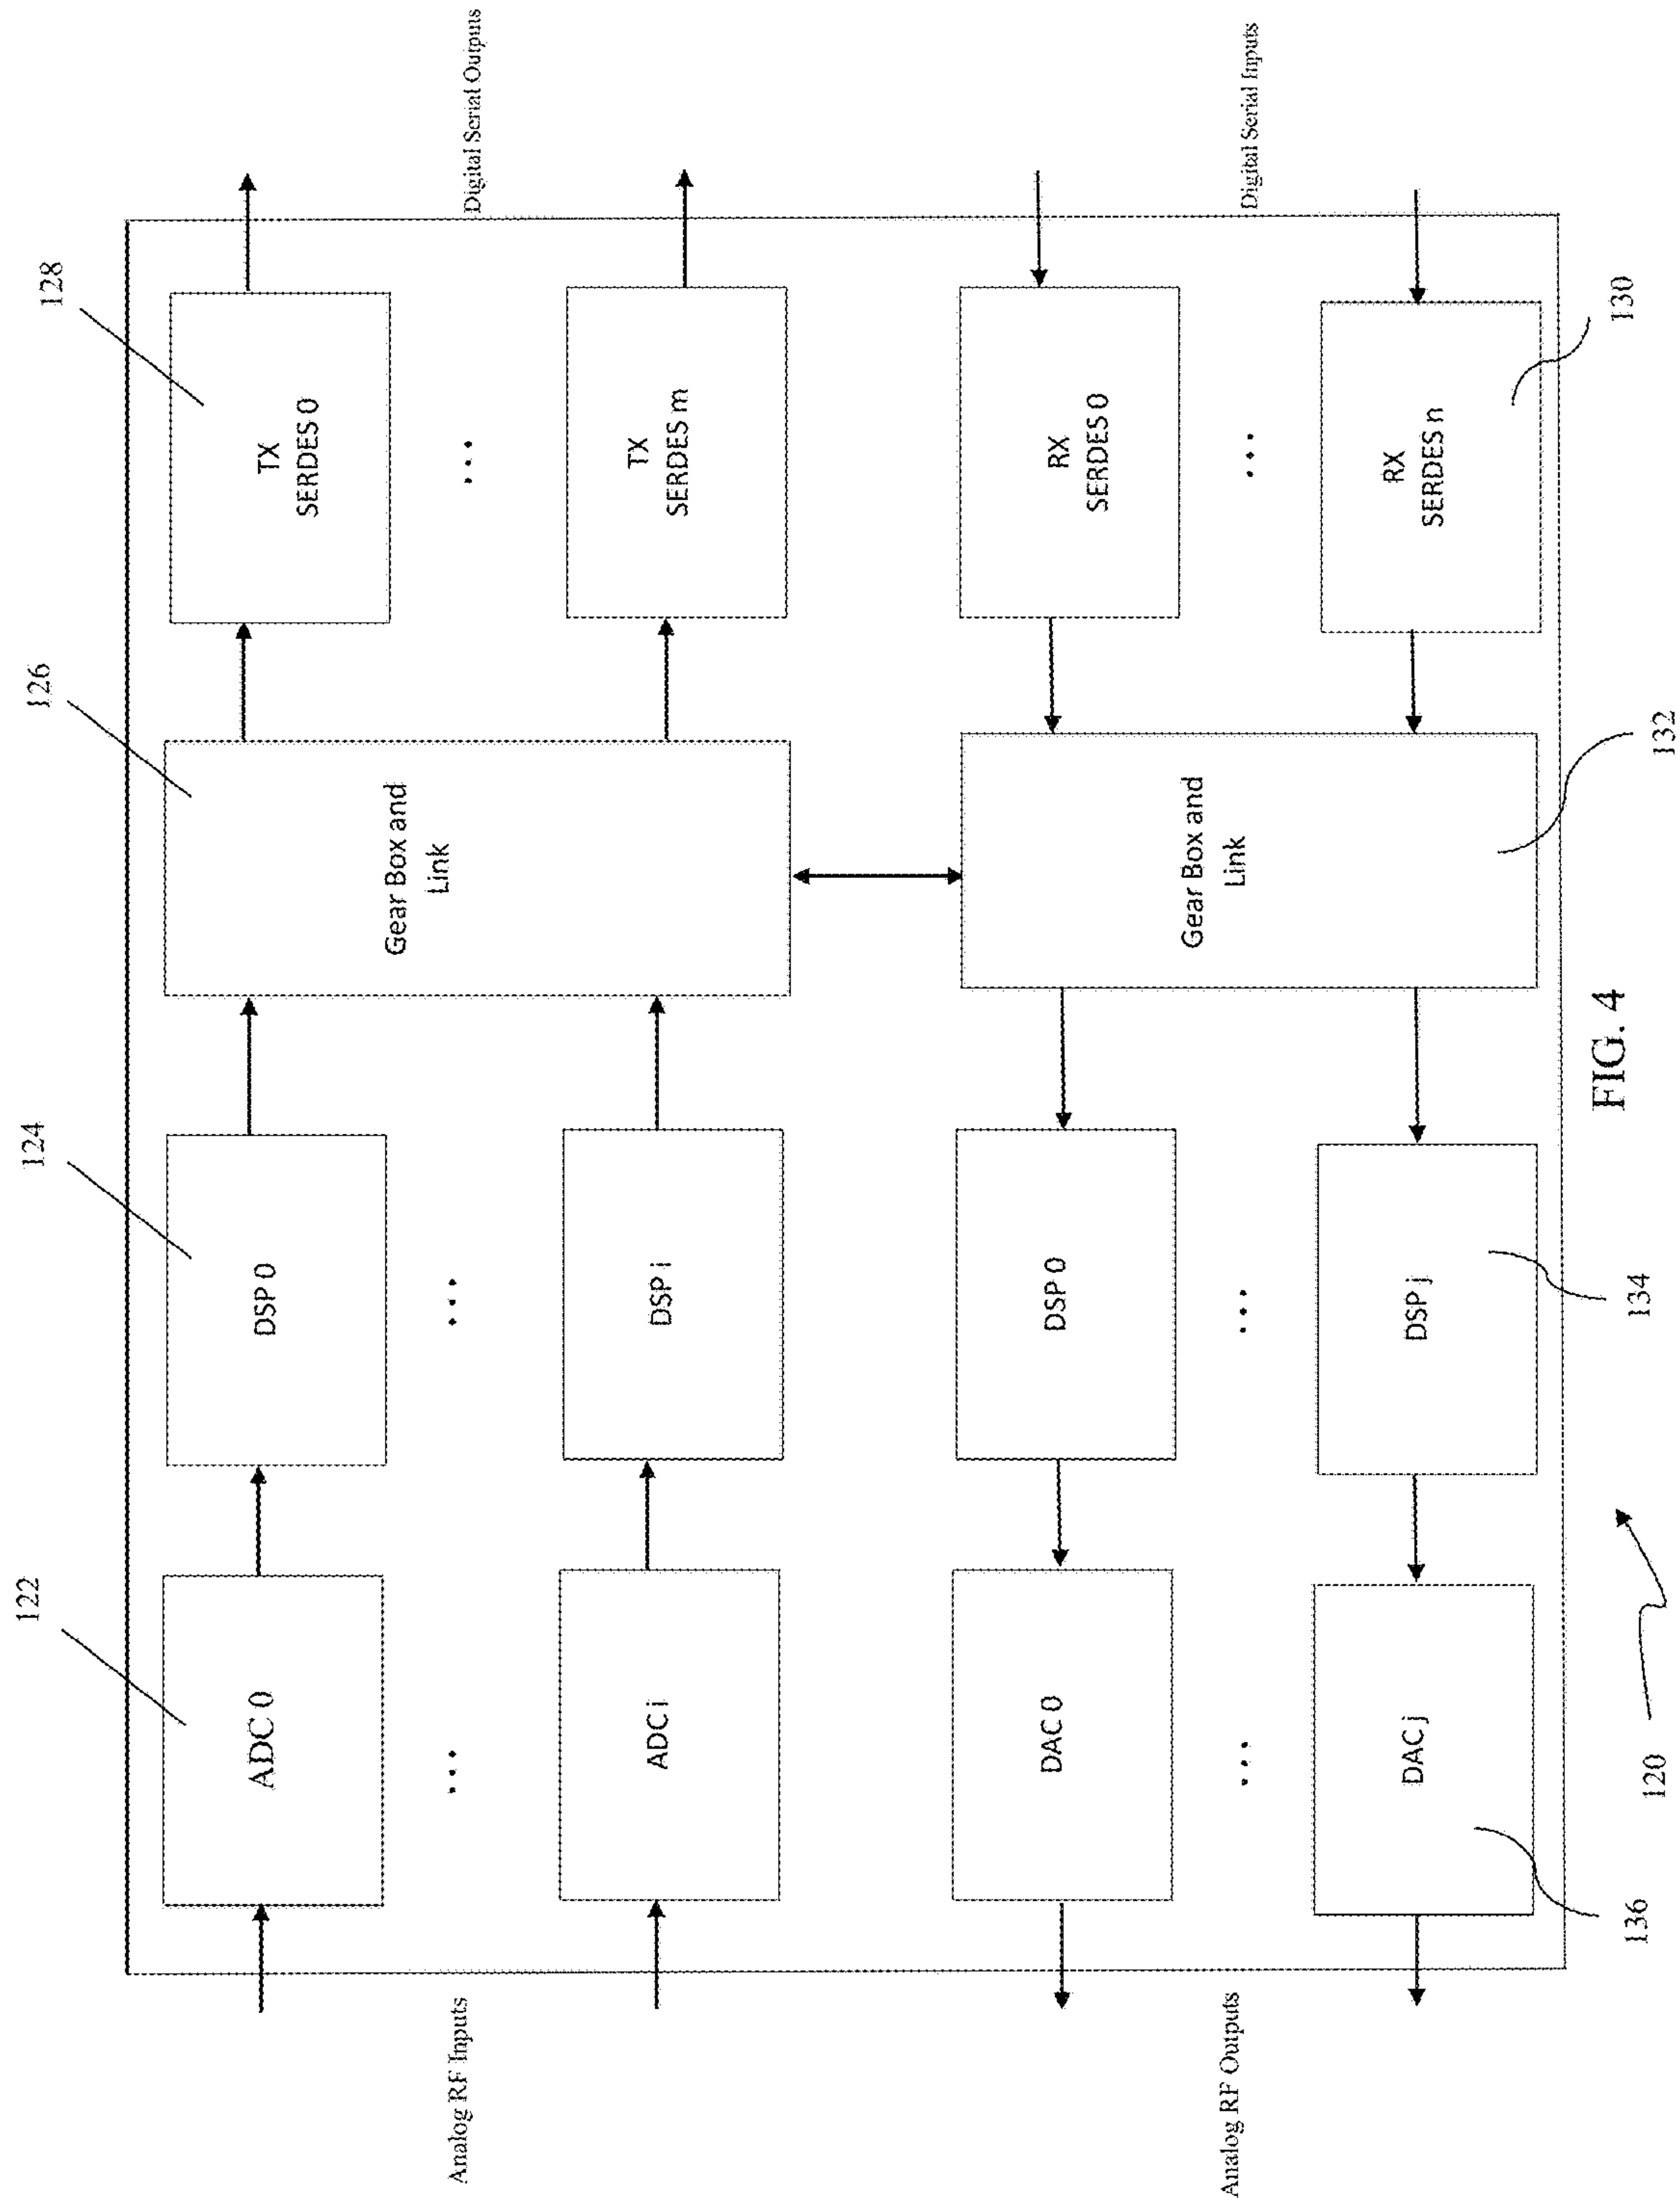 122
124
126
128
Analog RF Inputs
ADC 0
DSP 0
Gear Box and
Link
TX
SERDES 0
Digital Serial Outputs
...
...
...
ADC i
DSP i
TX
SERDES m
DAC 0
DSP 0
Gear Box and
Link
RX
SERDES 0
Analog RF Outputs
...
...
...
Digital Serial Inputs
DAC j
DSP j
RX
SERDES n
136
120
134
132
130
FIG. 4